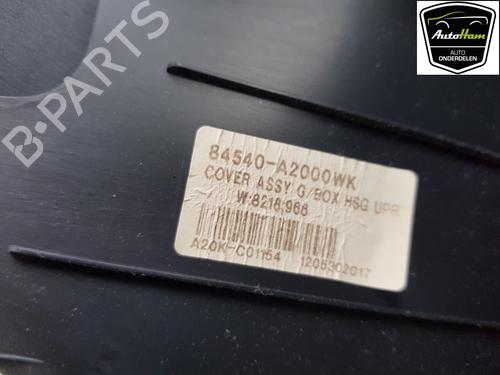 AutoHam
AUTO
ONDERDELEN
B-PARTS
84540-A2000WK
COVER ASSY G/BOX HSG UPR
W:8218,968
A20K-C01154
1205302017